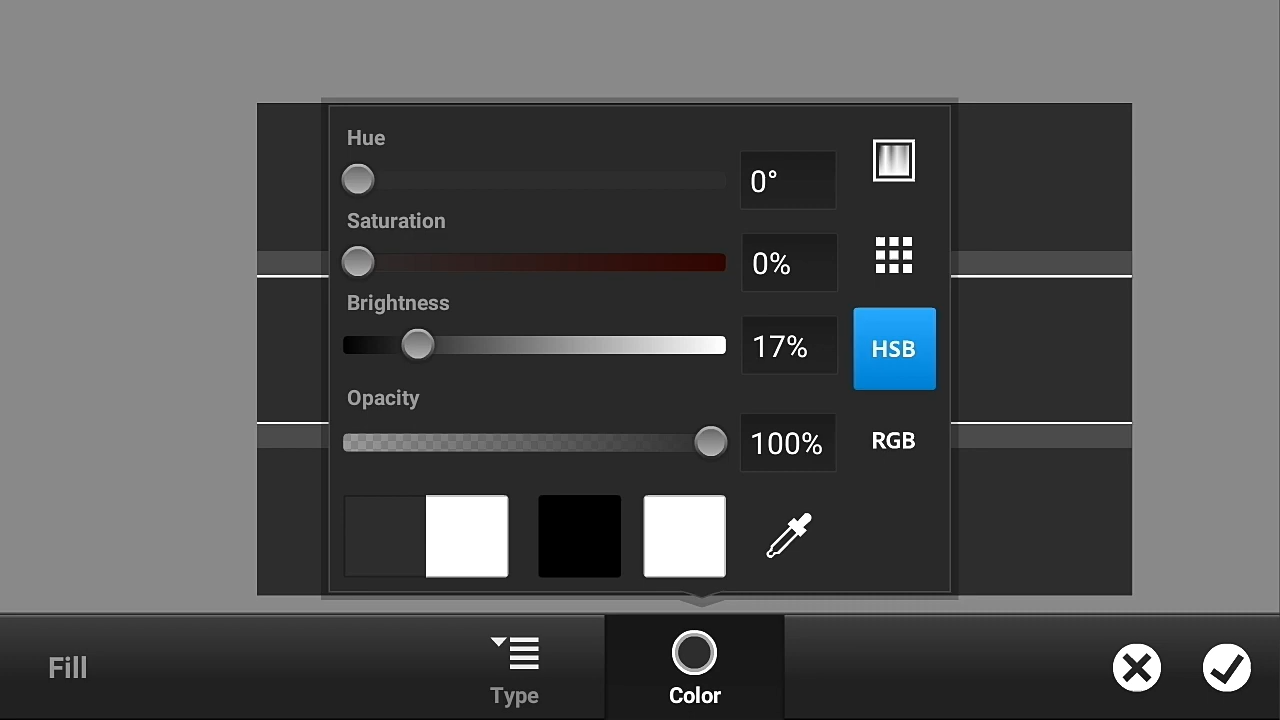 Hue
0°
Saturation
0%
Brightness
17%
HSB
Opacity
100%
RGB
Fill
Type
Color